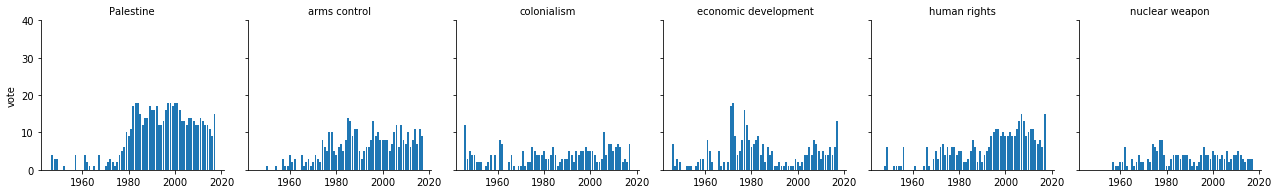 Palestine arms control colonialism economic development human rights nuclear weapon
40
30
20
10
0
vote
1960 1980 2000 2020 1960 1980 2000 2020 1960 1980 2000 2020 1960 1980 2000 2020 1960 1980 2000 2020 1960 1980 2000 2020